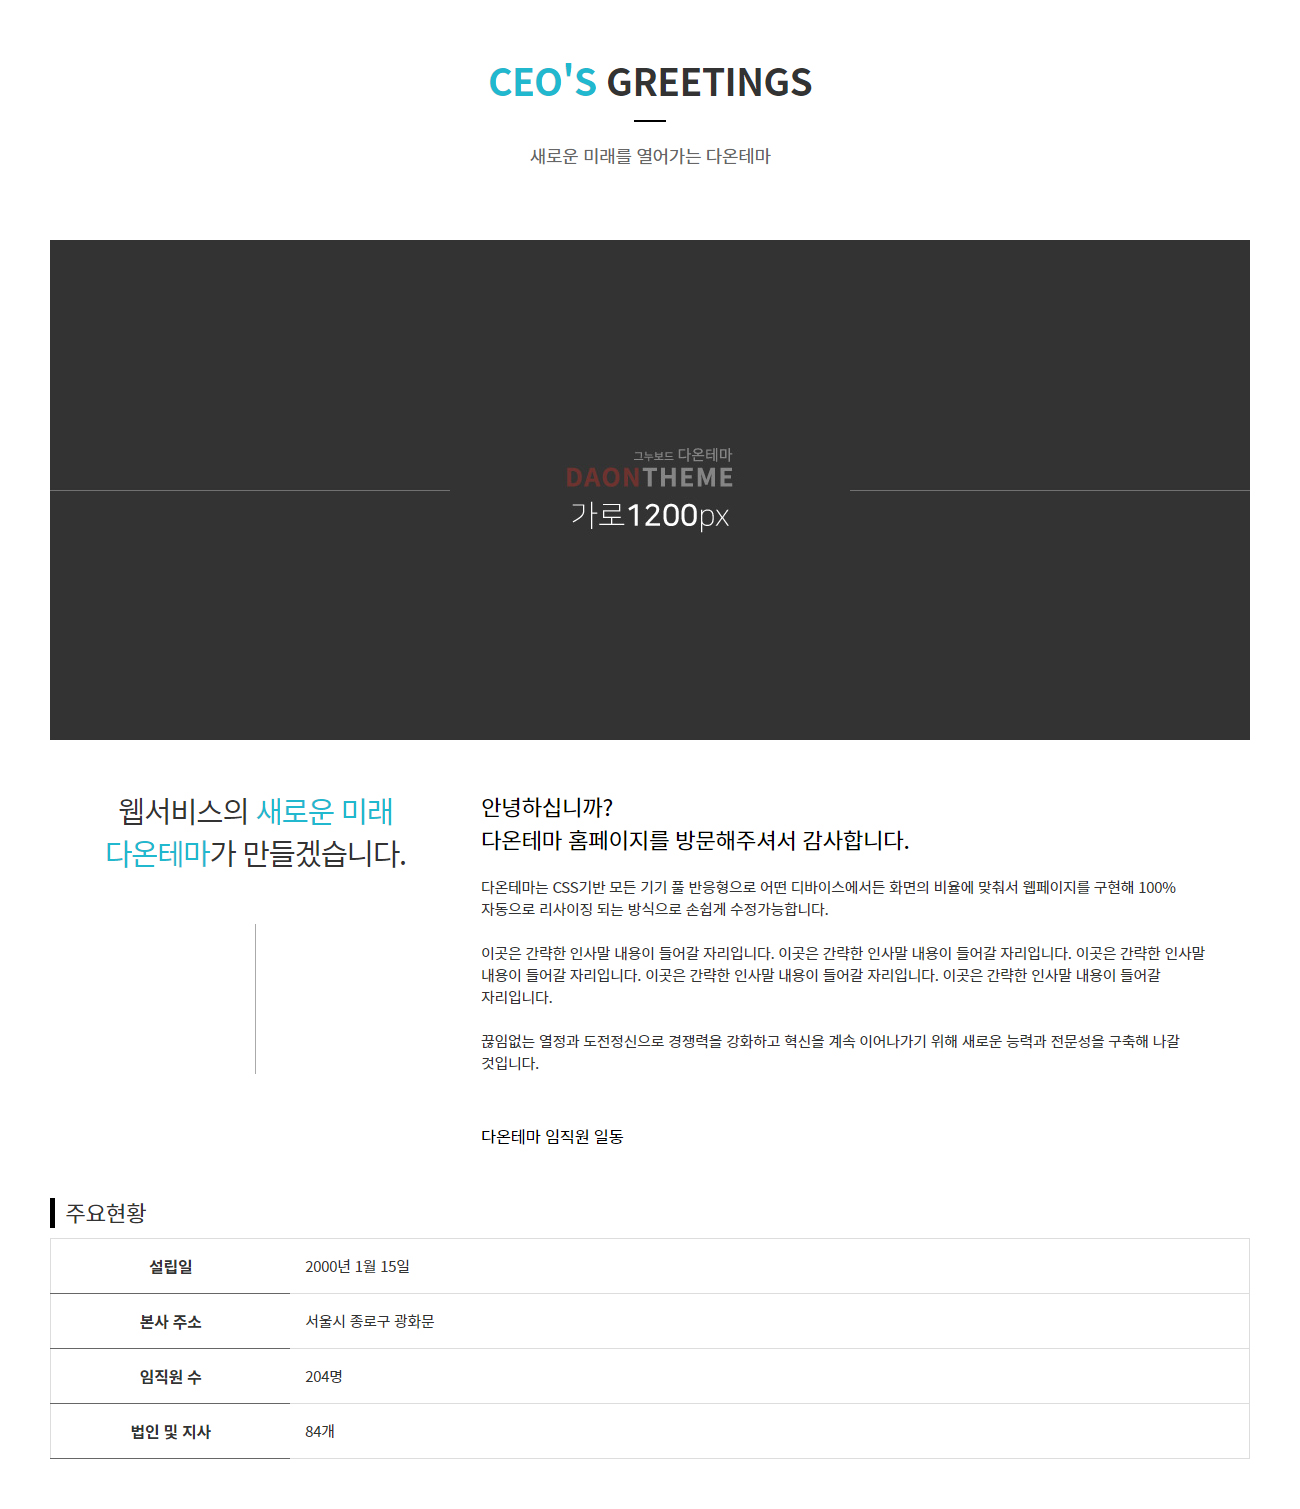 CEO'S GREETINGS
새로운 미래를 열어가는 다온테마
그누보드 다온테마
DAONTHEME
가로1200px
웹서비스의 새로운 미래
다온테마가 만들겠습니다.
안녕하십니까?
다온테마 홈페이지를 방문해주셔서 감사합니다.
다온테마는 CSS기반 모든 기기 풀 반응형으로 어떤 디바이스에서든 화면의 비율에 맞춰서 웹페이지를 구현해 100%
자동으로 리사이징 되는 방식으로 손쉽게 수정가능합니다.
이곳은 간략한 인사말 내용이 들어갈 자리입니다. 이곳은 간략한 인사말 내용이 들어갈 자리입니다. 이곳은 간략한 인사말
내용이 들어갈 자리입니다. 이곳은 간략한 인사말 내용이 들어갈 자리입니다. 이곳은 간략한 인사말 내용이 들어갈
자리입니다.
끊임없는 열정과 도전정신으로 경쟁력을 강화하고 혁신을 계속 이어나가기 위해 새로운 능력과 전문성을 구축해 나갈
것입니다.
다온테마 임직원 일동
주요현황
설립일 2000년 1월 15일
본사 주소 서울시 종로구 광화문
임직원 수 204명
법인 및 지사 84개